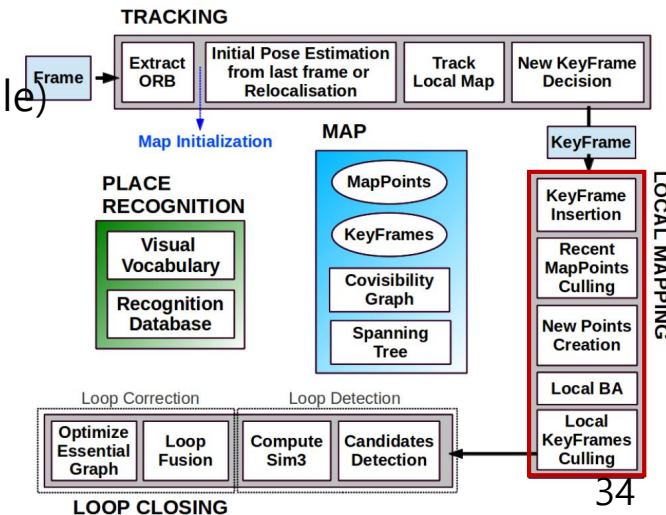 TRACKING
Frame
le)
Extract
ORB
Initial Pose Estimation
from last frame or
Relocalisation
Track
Local Map
New KeyFrame
Decision
Map Initialization
KeyFrame
MAP
MapPoints
KeyFrames
Covisibility
Graph
Spanning
Tree
PLACE
RECOGNITION
Visual
Vocabulary
Recognition
Database
LOCAL MAPPING
KeyFrame
Insertion
Recent
MapPoints
Culling
New Points
Creation
Local BA
Local
KeyFrames
Culling
Loop Correction
Loop Detection
Optimize
Essential
Graph
Loop
Fusion
Compute
Sim3
Candidates
Detection
LOOP CLOSING
34